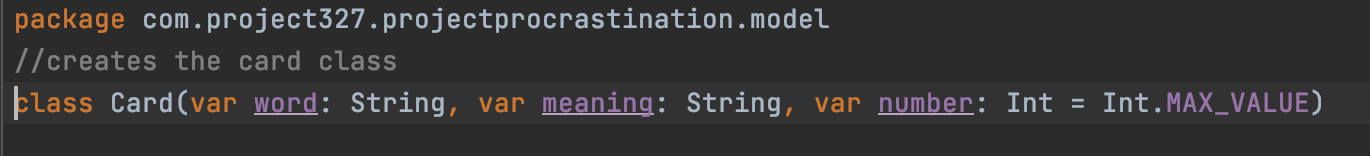 package com.project327.projectprocrastination.model
//creates the card class
class Card(var word: String, var meaning: String, var number: Int = Int.MAX_VALUE)